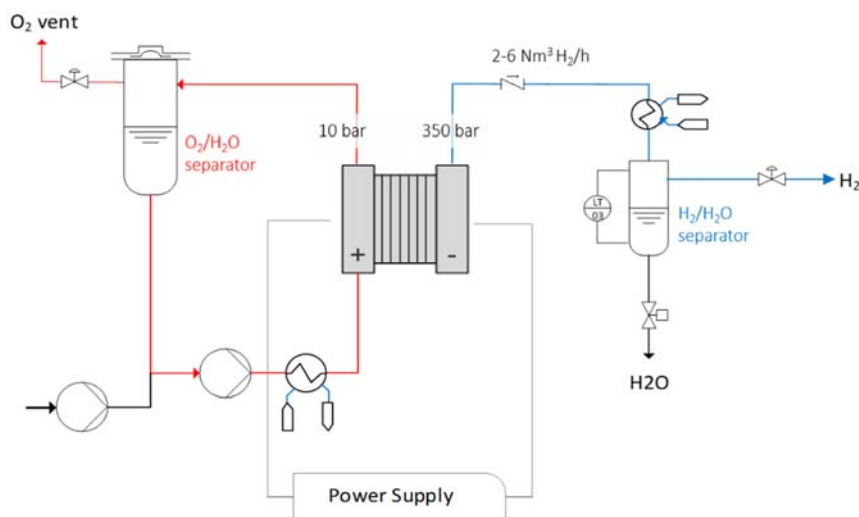 O₂ vent
2-6 Nm³ H₂/h
10 bar
350 bar
O₂/H₂O
separator
H₂
LT
03
H₂/H₂O
separator
+
-
H2O
Power Supply